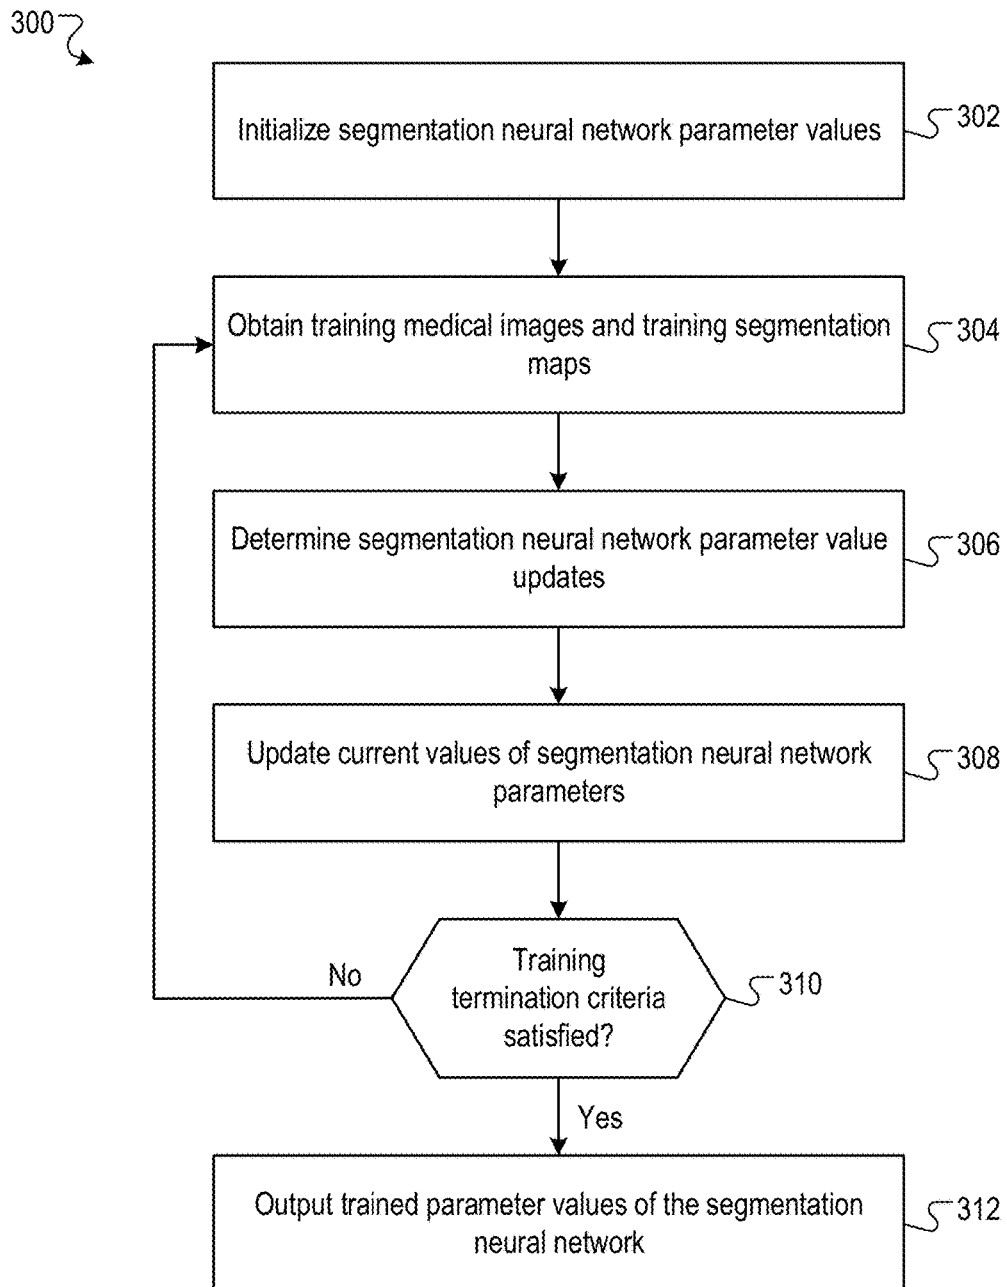 300
Initialize segmentation neural network parameter values
302
Obtain training medical images and training segmentation
maps
304
Determine segmentation neural network parameter value
updates
306
Update current values of segmentation neural network
parameters
308
Training
termination criteria
satisfied?
310
No
Yes
Output trained parameter values of the segmentation
neural network
312